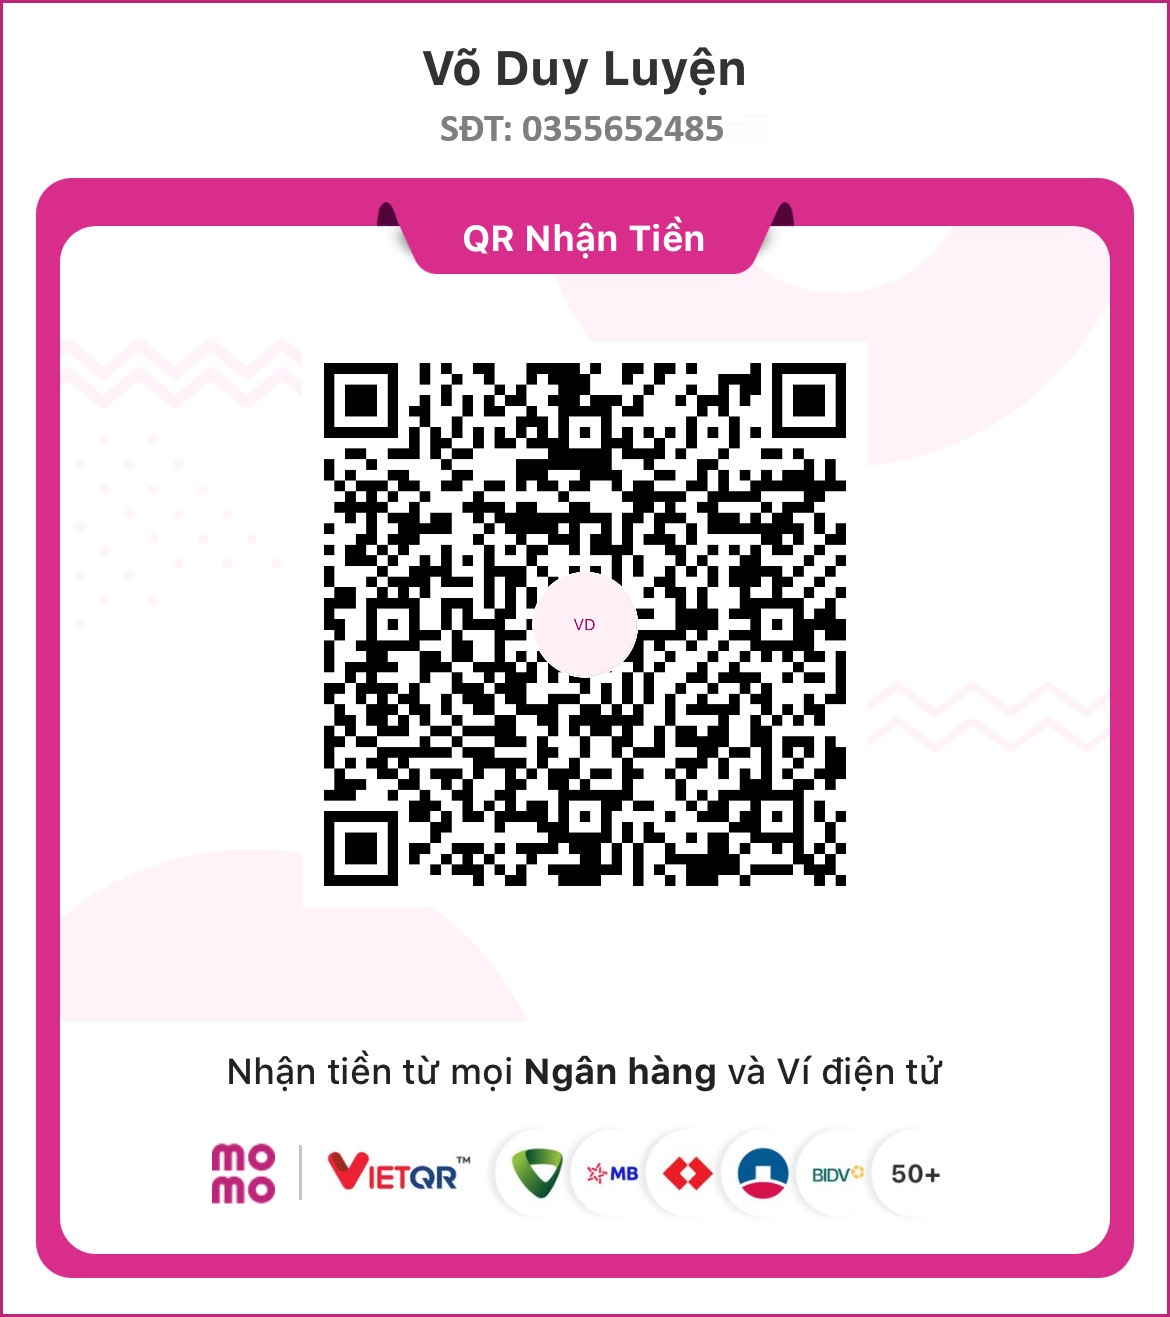 Võ Duy Luyện
SĐT: 0355652485
QR Nhận Tiền
VD
Nhận tiền từ mọi Ngân hàng và Ví điện tử
mo mo VIETQR™ MB BIDV 50+